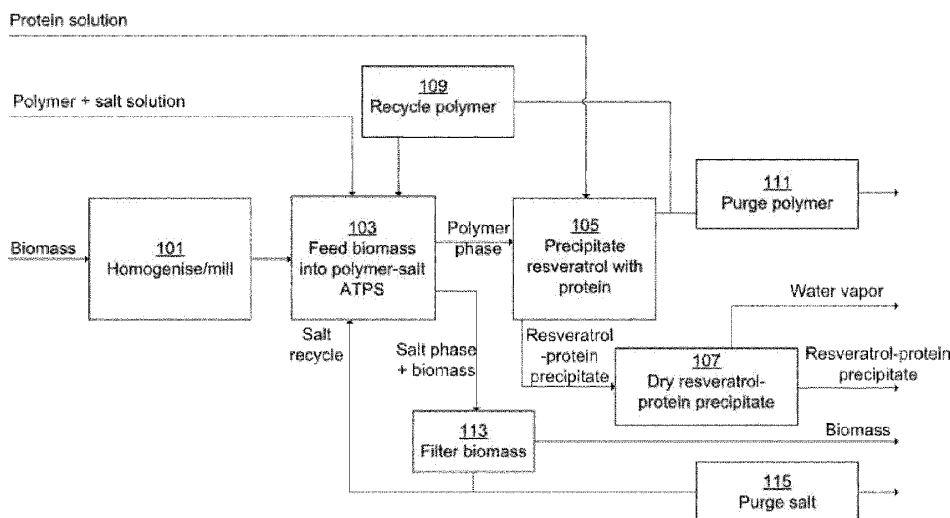 Protein solution
Polymer + salt solution
109
Recycle polymer
111
Purge polymer
Biomass
101
Homogenise/mill
103
Feed biomass
into polymer-salt
ATPS
Polymer
phase
105
Precipitate
resveratrol with
protein
Water vapor
Salt
recycle
Salt phase
+ biomass
Resveratrol
-protein
precipitate
107
Dry resveratrol-
protein precipitate
Resveratrol-protein
precipitate
113
Filter biomass
Biomass
115
Purge salt